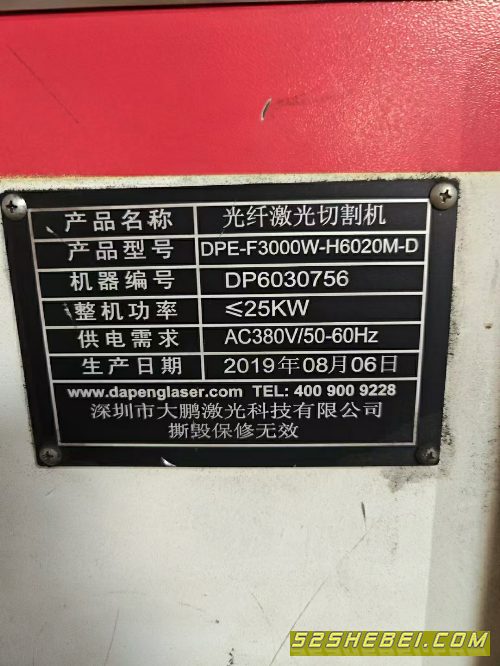 产品名称 光纤激光切割机
产品型号 DPE-F3000W-H6020M-D
机器编号 DP6030756
整机功率 ≤25KW
供电需求 AC380V/50-60Hz
生产日期 2019年08月06日
www.dapenglaser.com TEL: 400 900 9228
深圳市大鹏激光科技有限公司
撕毁保修无效
52SHEBEI.COM